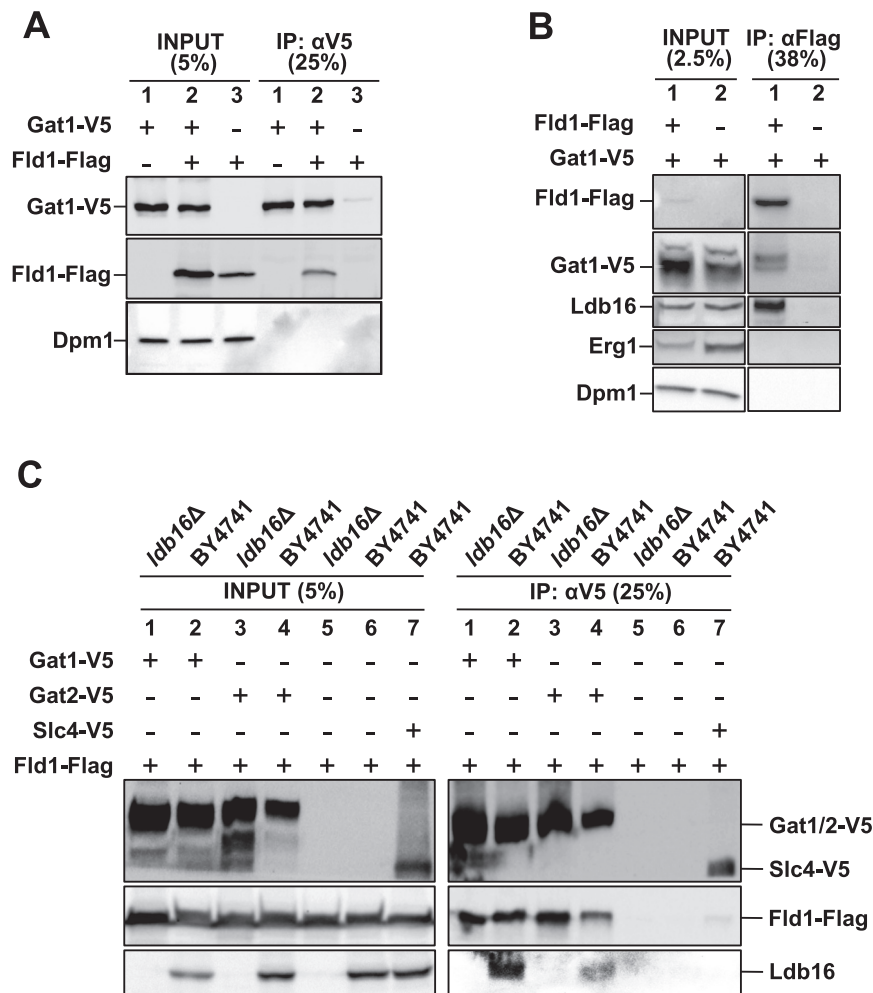 A
INPUT (5%) IP: αV5 (25%)
1 2 3 1 2 3
Gat1-V5 + + - + + -
Fld1-Flag - + + - + +
Gat1-V5
Fld1-Flag
Dpm1
B
INPUT (2.5%) IP: αFlag (38%)
1 2 1 2
Fld1-Flag + - + -
Gat1-V5 + + + +
Fld1-Flag
Gat1-V5
Ldb16
Erg1
Dpm1
C
ldb16Δ BY4741 ldb16Δ BY4741 ldb16Δ BY4741 BY4741 ldb16Δ BY4741 ldb16Δ BY4741 ldb16Δ BY4741 BY4741
INPUT (5%) IP: αV5 (25%)
1 2 3 4 5 6 7 1 2 3 4 5 6 7
Gat1-V5 + + - - - - - + + - - - - -
Gat2-V5 - - + + - - - - - + + - - -
Slc4-V5 - - - - - - + - - - - - - +
Fld1-Flag + + + + + + + + + + + + + +
Gat1/2-V5
Slc4-V5
Fld1-Flag
Ldb16